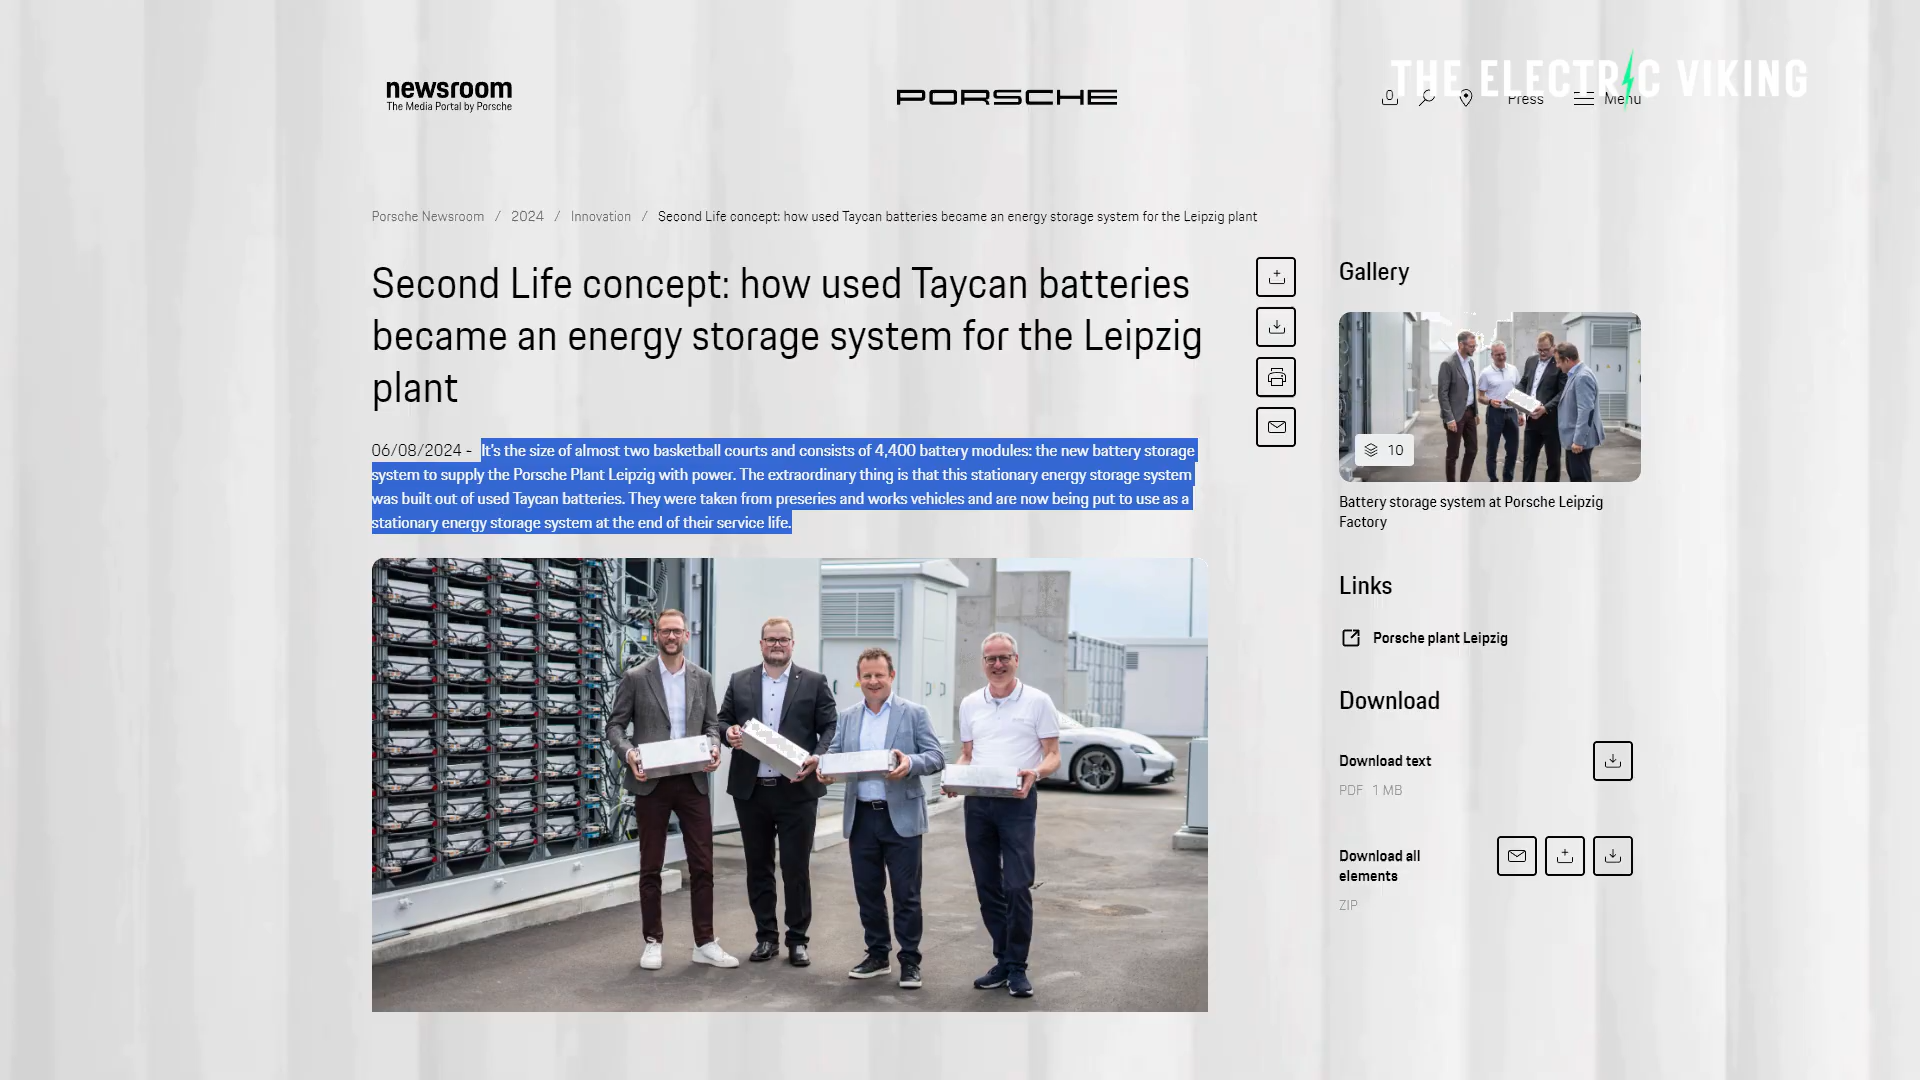 THE ELECTRIC VIKING
newsroom
The Media Portal by Porsche
PORSCHE
0
Press
Menu
Porsche Newsroom / 2024 / Innovation / Second Life concept: how used Taycan batteries became an energy storage system for the Leipzig plant
Second Life concept: how used Taycan batteries
became an energy storage system for the Leipzig
plant
06/08/2024 - It's the size of almost two basketball courts and consists of 4,400 battery modules: the new battery storage
system to supply the Porsche Plant Leipzig with power. The extraordinary thing is that this stationary energy storage system
was built out of used Taycan batteries. They were taken from preseries and works vehicles and are now being put to use as a
stationary energy storage system at the end of their service life.
Gallery
10
Battery storage system at Porsche Leipzig
Factory
Links
Porsche plant Leipzig
Download
Download text
PDF 1 MB
Download all
elements
ZIP